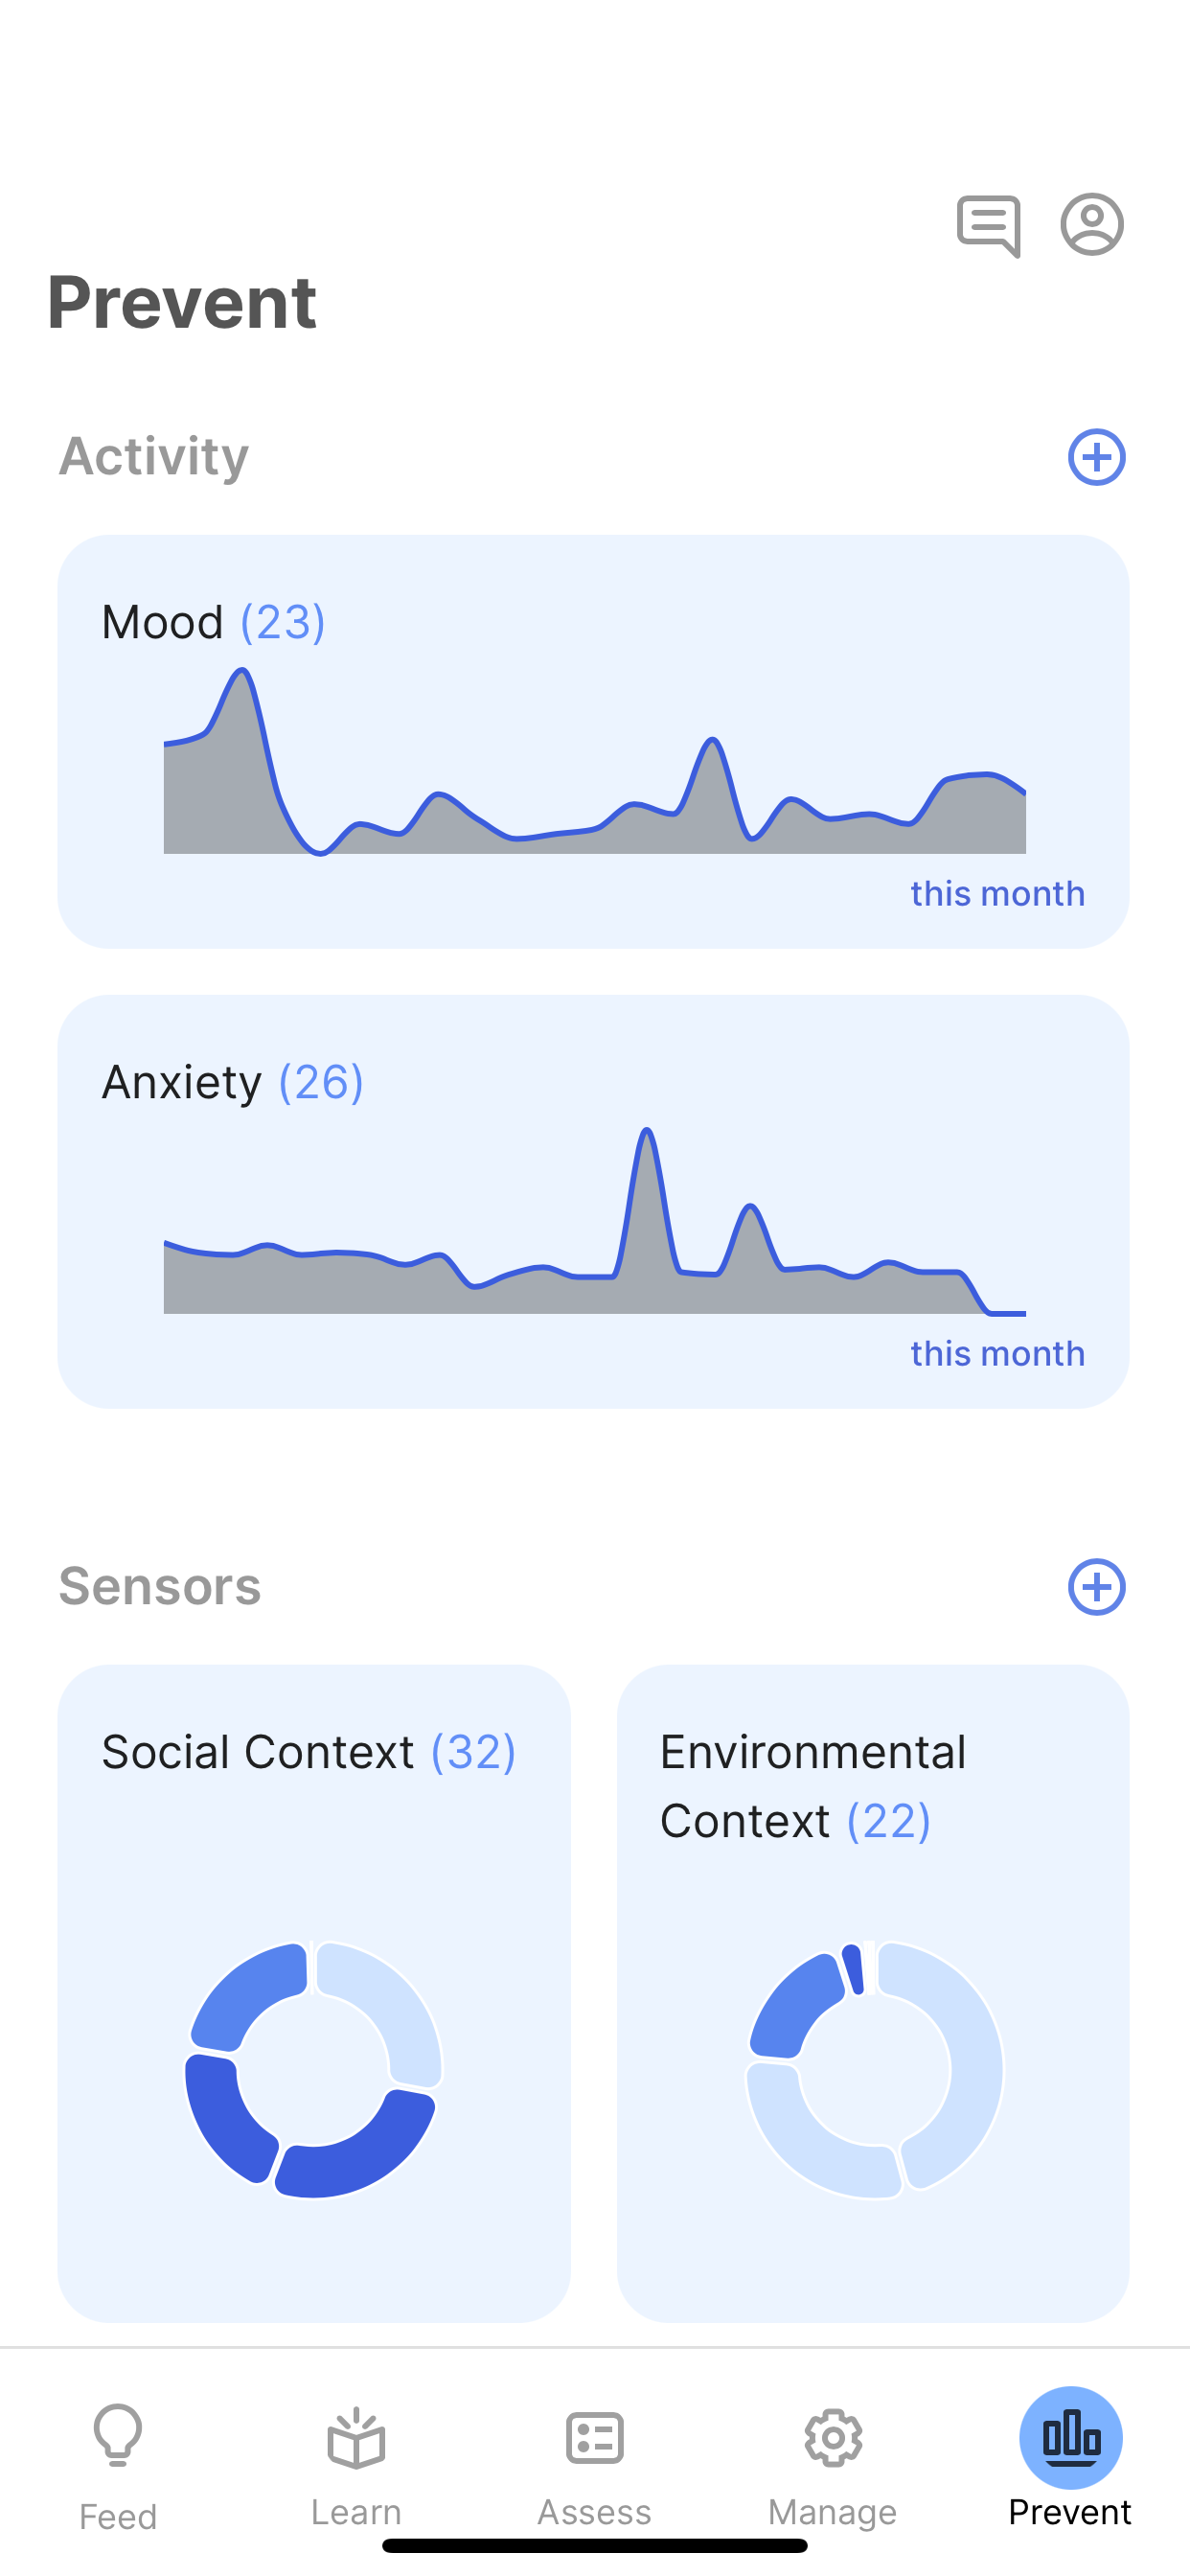 Prevent
Activity
Mood (23)
this month
Anxiety (26)
this month
Sensors
Social Context (32)
Environmental
Context (22)
Feed
Learn
Assess
Manage
Prevent